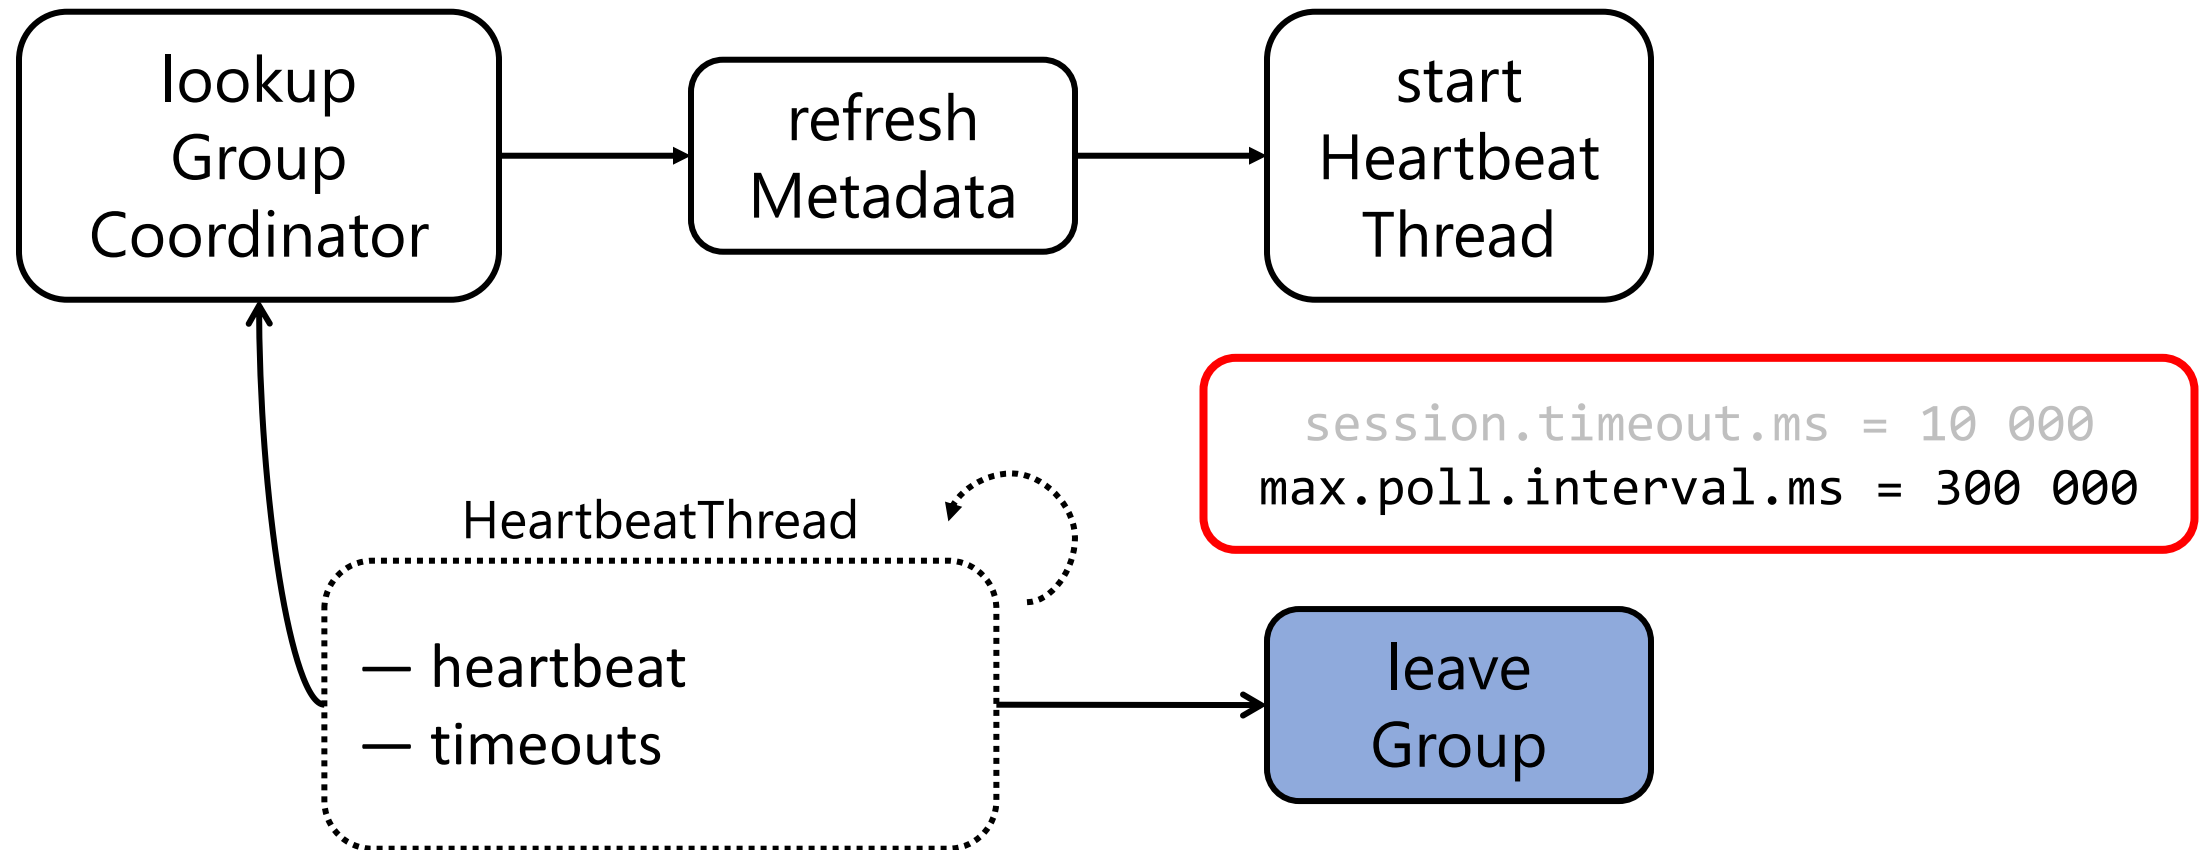 lookup
Group
Coordinator
refresh
Metadata
start
Heartbeat
Thread
session.timeout.ms = 10 000
max.poll.interval.ms = 300 000
HeartbeatThread
— heartbeat
— timeouts
leave
Group